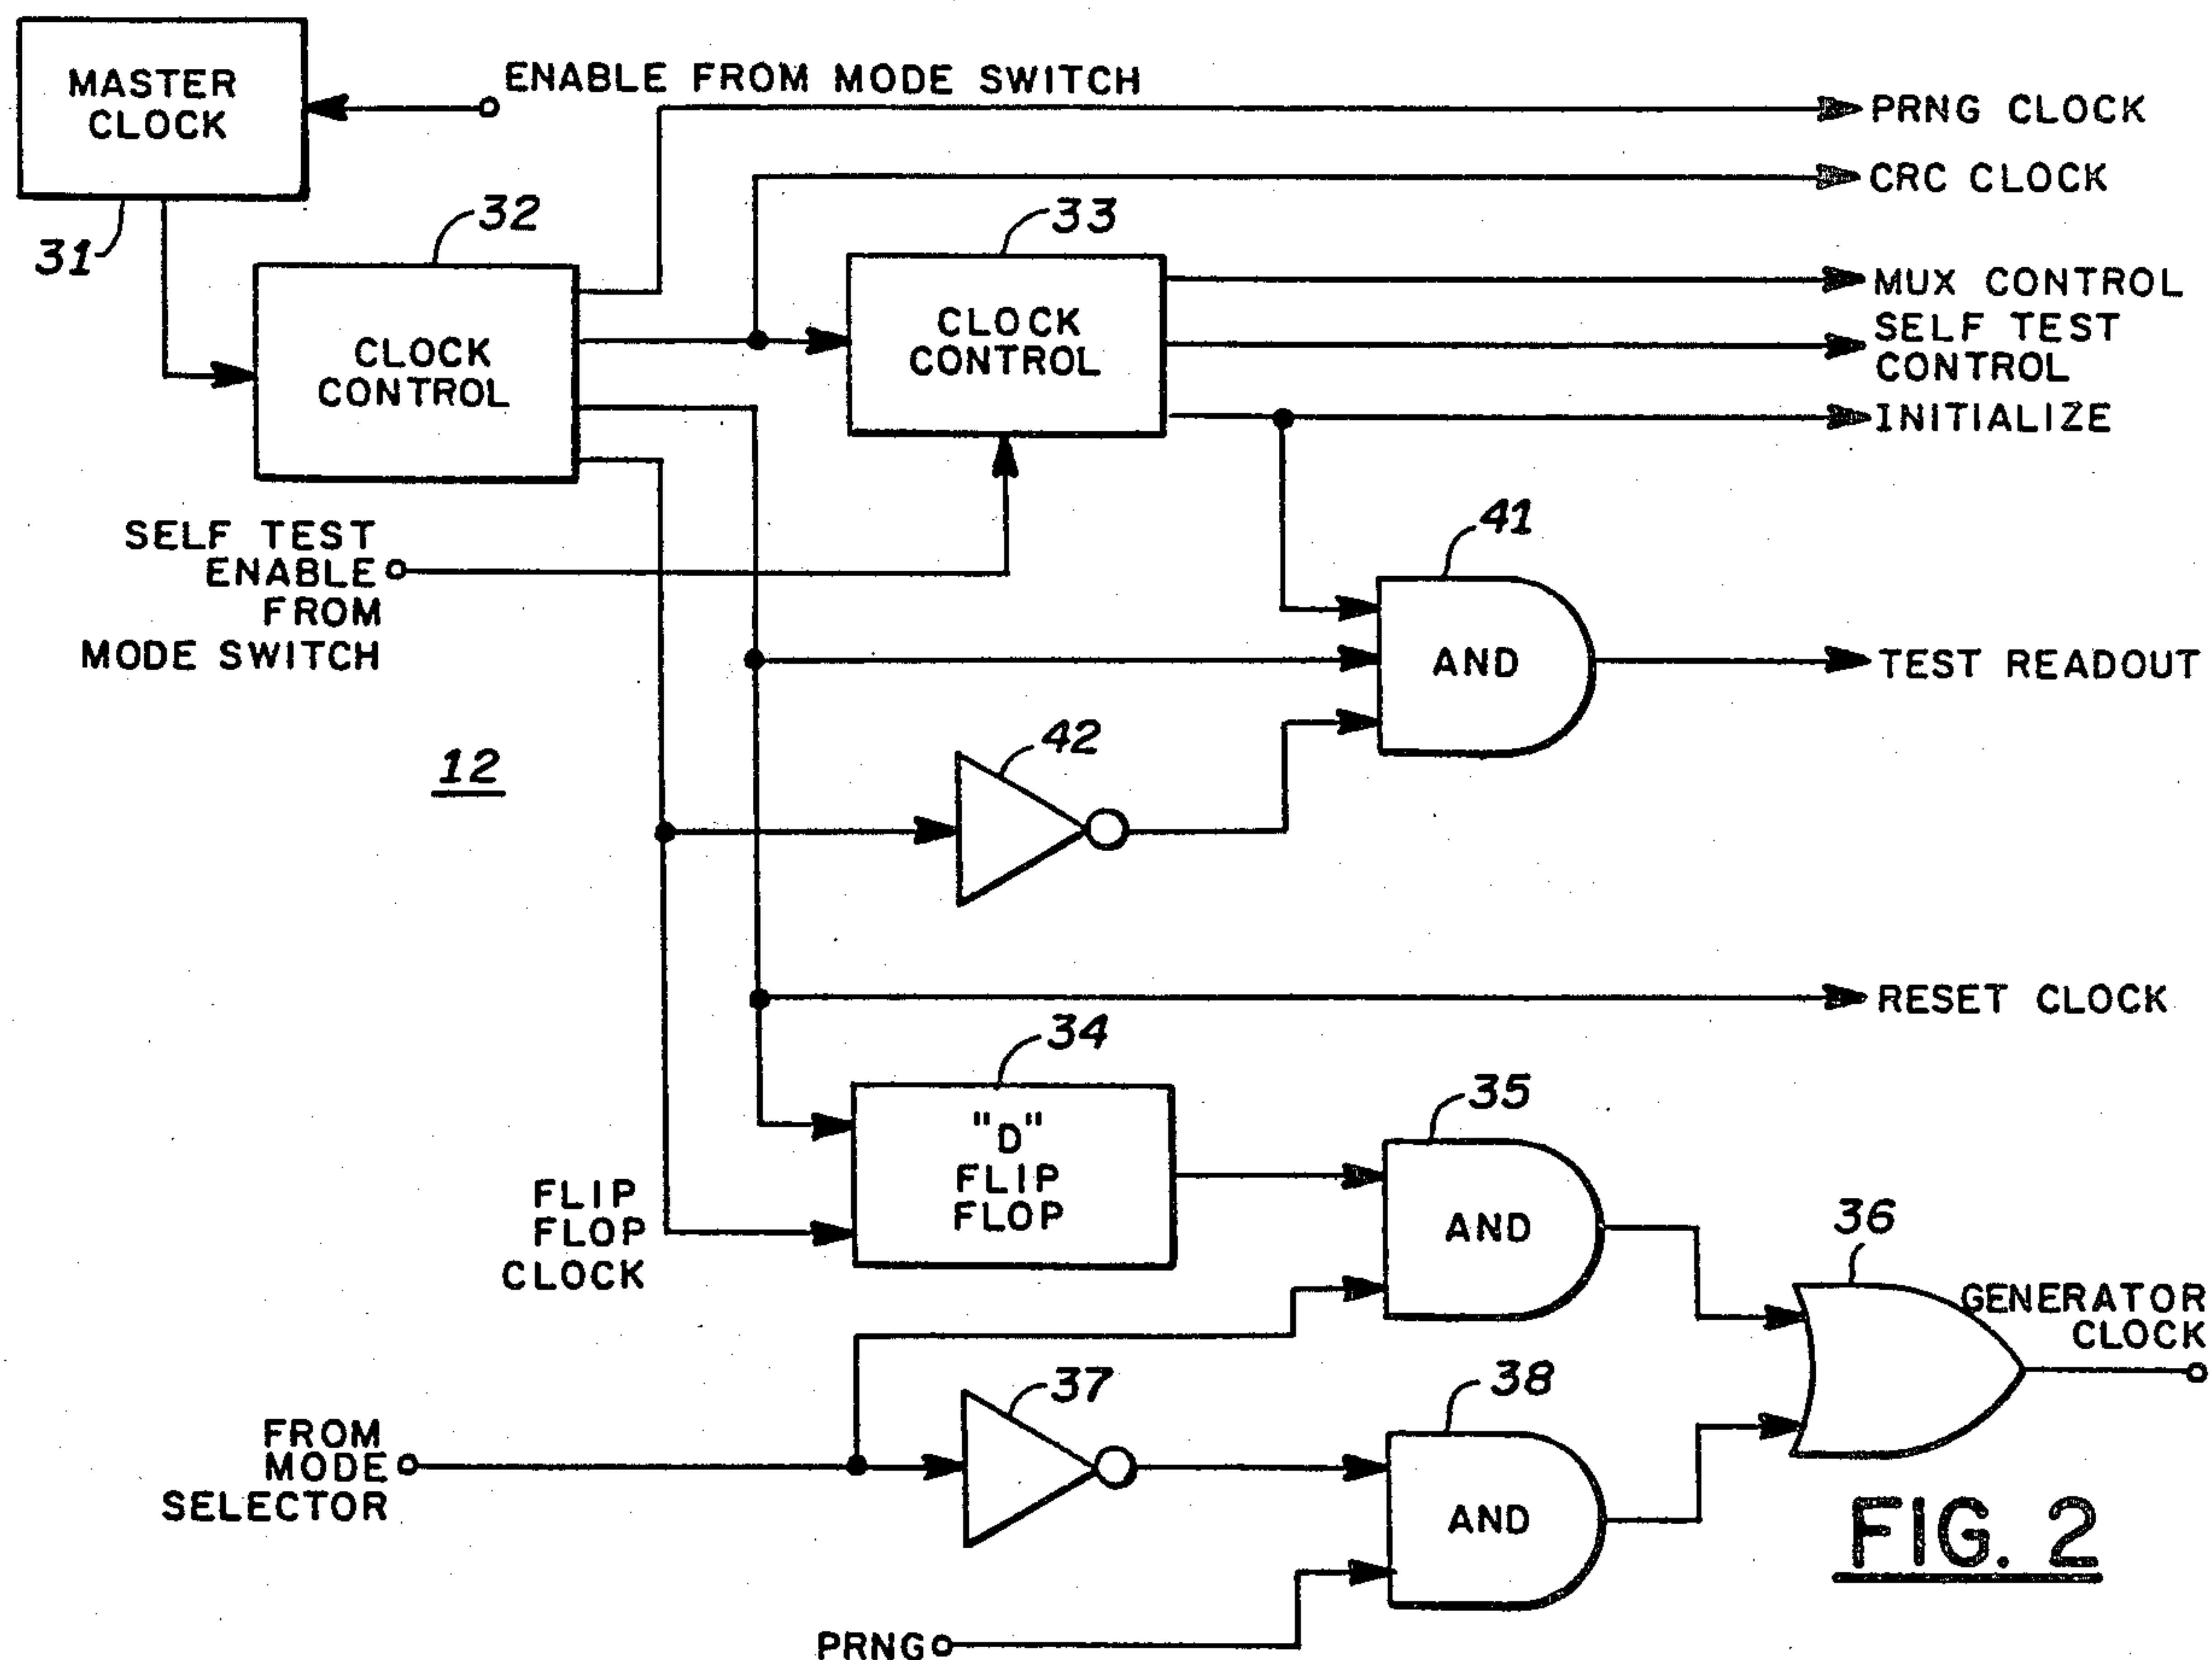 MASTER
CLOCK
ENABLE FROM MODE SWITCH
PRNG CLOCK
CRC CLOCK
31
32
33
CLOCK
CONTROL
CLOCK
CONTROL
MUX CONTROL
SELF TEST
CONTROL
INITIALIZE
SELF TEST
ENABLE
FROM
MODE SWITCH
41
AND
TEST READOUT
42
12
RESET CLOCK
34
"D"
FLIP
FLOP
FLIP
FLOP
CLOCK
35
AND
36
GENERATOR
CLOCK
37
38
AND
FROM
MODE
SELECTOR
PRNG
FIG. 2